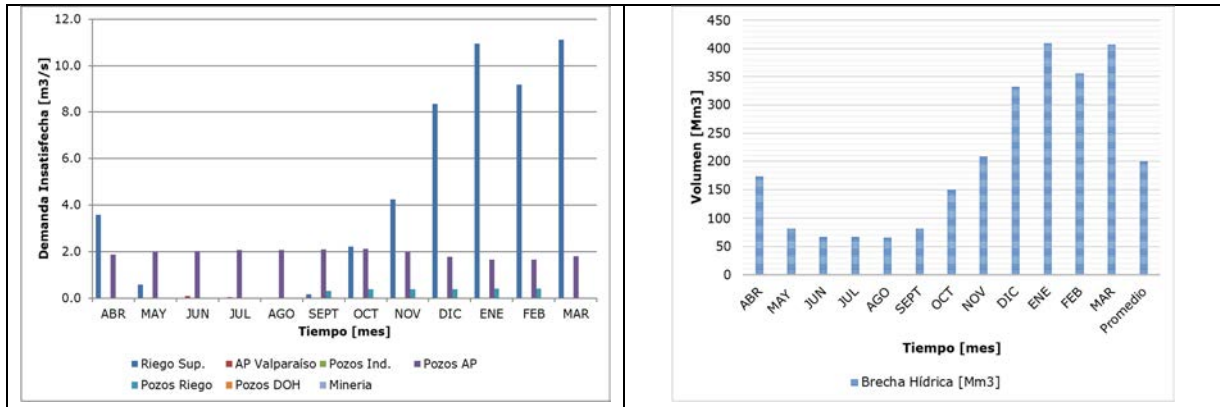 12.0
10.0
8.0
6.0
4.0
2.0
0.0
Demanda Insatisfecha [m3/s]
ABR MAY JUN JUL AGO SEPT OCT NOV DIC ENE FEB MAR
Tiempo [mes]
Riego Sup. AP Valparaíso Pozos Ind. Pozos AP
Pozos Riego Pozos DOH Mineria
450
400
350
300
250
200
150
100
50
0
Volumen [Mm3]
ABR MAY JUN JUL AGO SEPT OCT NOV DIC ENE FEB MAR Promedio
Tiempo [mes]
Brecha Hídrica [Mm3]